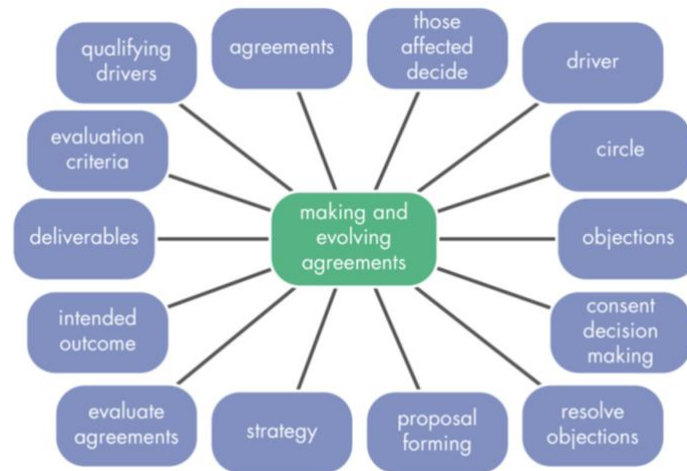 qualifying
drivers
agreements
those
affected
decide
driver
evaluation
criteria
circle
deliverables
making and
evolving
agreements
objections
intended
outcome
consent
decision
making
evaluate
agreements
strategy
proposal
forming
resolve
objections